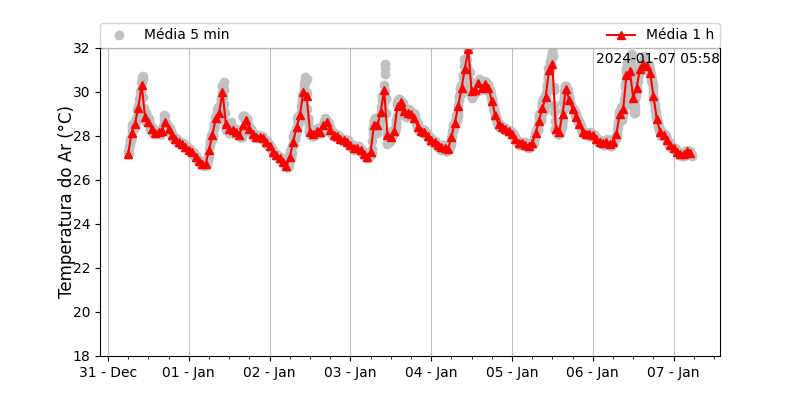 Média 5 min
Média 1 h
2024-01-07 05:58
Temperatura do Ar (°C)
32
30
28
26
24
22
20
18
31 - Dec
01 - Jan
02 - Jan
03 - Jan
04 - Jan
05 - Jan
06 - Jan
07 - Jan